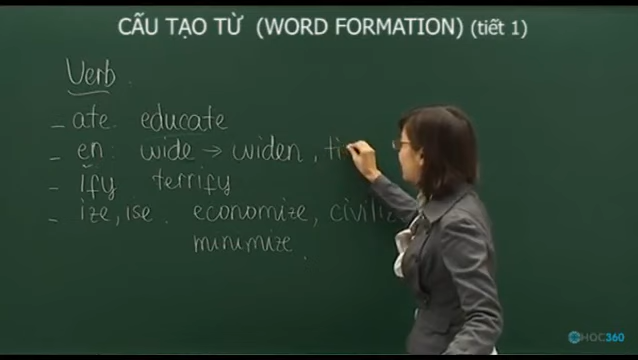 CẤU TẠO TỪ (WORD FORMATION) (tiết 1)
Verb.
- ate. educate
- en: wide → widen, ti
- ify terrify
- ize, ise. economize,
minimize.
HOC360